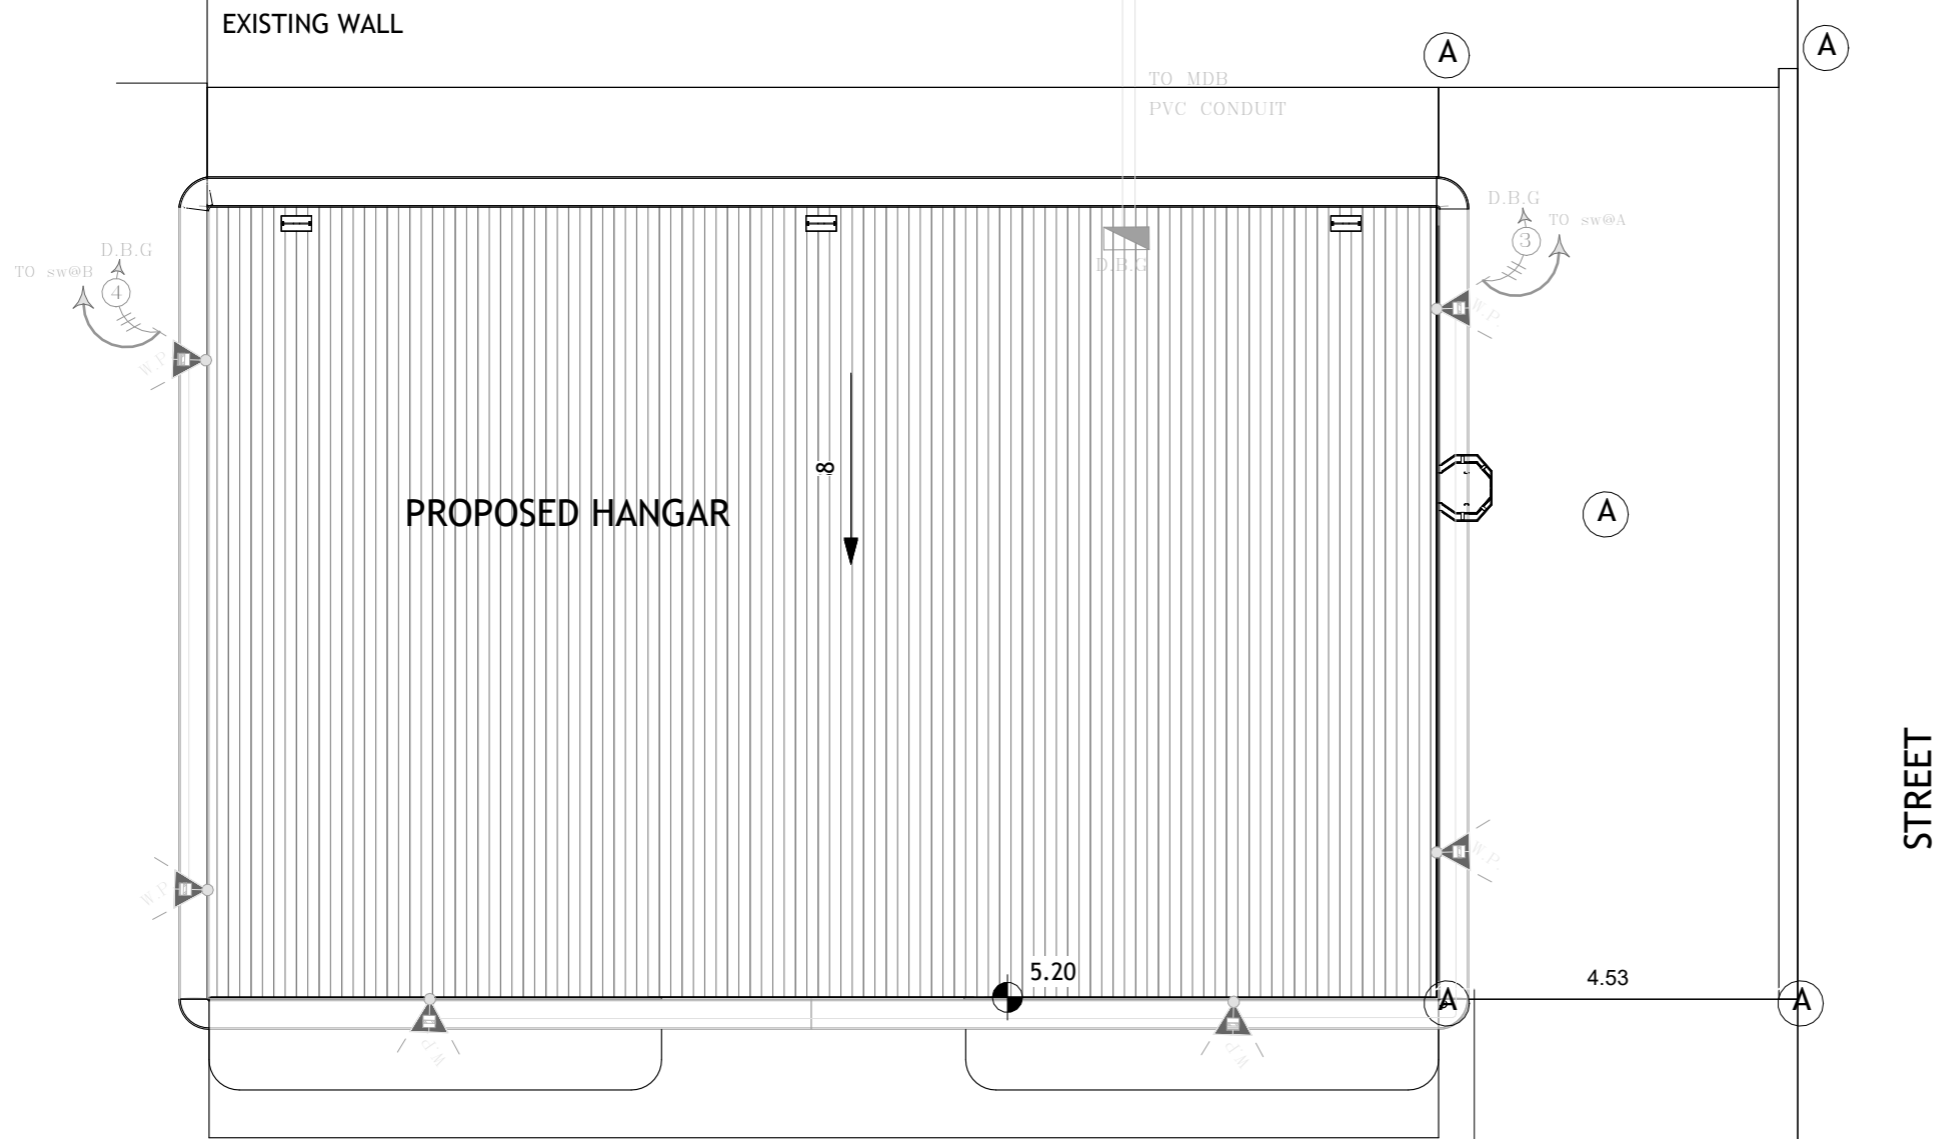 EXISTING WALL
A
A
TO MDB
PVC CONDUIT
D.B.G
TO sw@A
3
D.B.G
TO sw@B
4
D.B.G
W.P.
W.P.
8
PROPOSED HANGAR
A
STREET
W.P.
W.P.
5.20
4.53
A
A
W.P.
W.P.